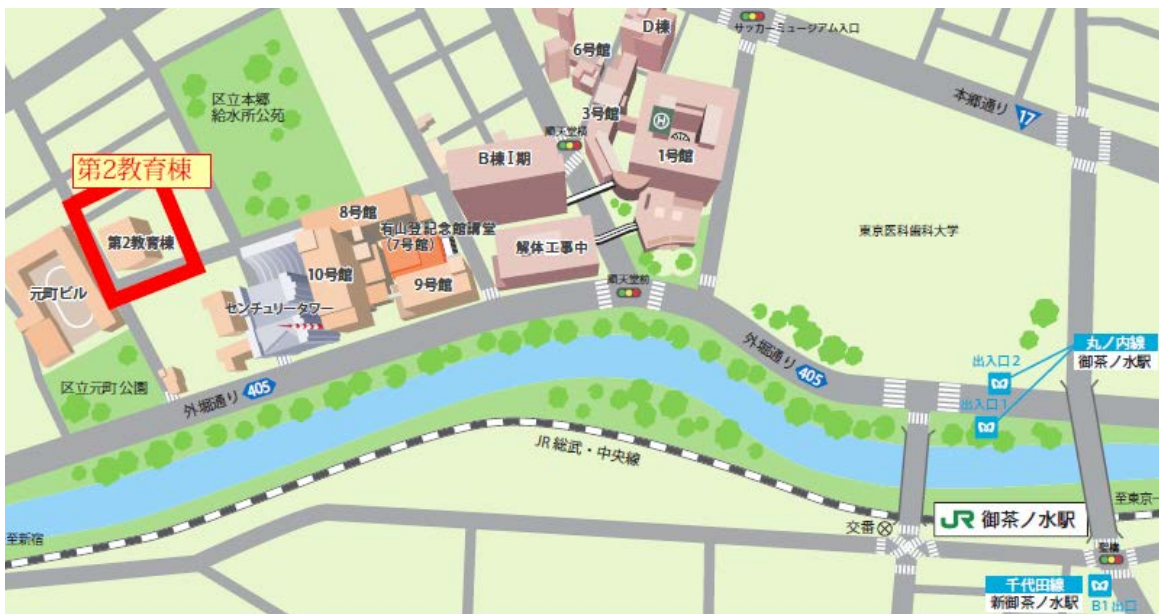 D棟
サッカーミュージアム入口
6号館
区立本郷
給水所公苑
3号館
本郷通り
17
順天堂横
1号館
B棟Ⅰ期
第2教育棟
8号館
有山登記念館講堂
(7号館)
第2教育棟
解体工事中
東京医科歯科大学
元町ビル
10号館
9号館
センチュリータワー
順天堂前
外堀通り
405
丸ノ内線
御茶ノ水駅
出入口2
出入口1
区立元町公園
外堀通り
405
JR総武・中央線
至東京
JR 御茶ノ水駅
交番
至新宿
聖橋
千代田線
新御茶ノ水駅
B1出口